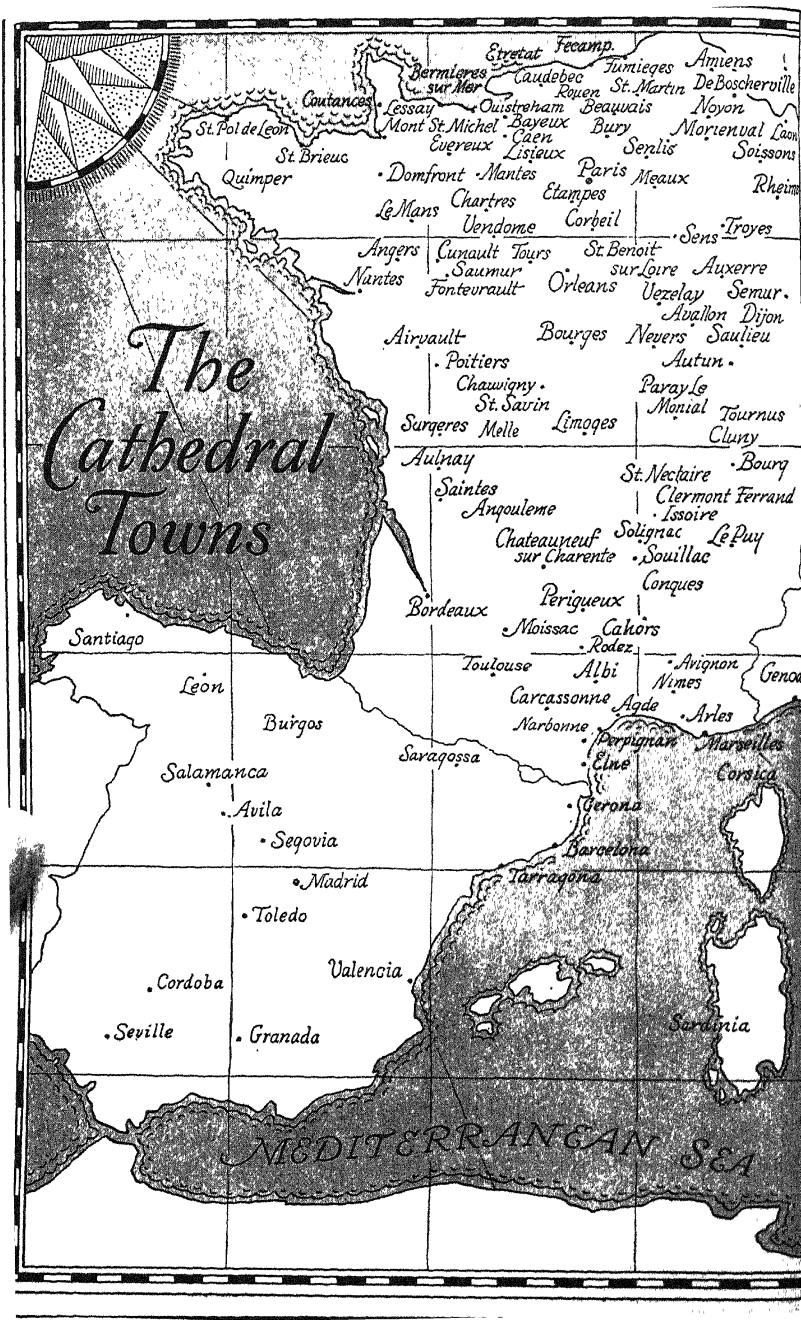 Etretat Fecamp.
Bernieres
sur Mer
Caudebec
Jumieges
Amiens
Rouen
St. Martin
De Boscherville
Coutances
Lessay
Ouistreham
Beauvais
Noyon
St. Pol de Leon
Mont St. Michel
Bayeux
Caen
Bury
Morienval
Laon
St. Brieuc
Evereux
Lisieux
Senlis
Soissons
Quimper
Domfront
Mantes
Paris
Meaux
Rheims
Le Mans
Chartres
Etampes
Vendome
Corbeil
Sens
Troyes
Angers
Cunault
Tours
St. Benoit
sur Loire
Auxerre
Nantes
Saumur
Fontevrault
Orleans
Vezelay
Semur
Avallon
Dijon
Airvault
Bourges
Nevers
Saulieu
The
Cathedral
Towns
Poitiers
Autun
Chauvigny
Paray Le
Monial
St. Savin
Tournus
Surgeres
Melle
Limoges
Cluny
Aulnay
Bourg
St. Nectaire
Saintes
Clermont Ferrand
Angouleme
Issoire
Chateauneuf
sur Charente
Solignac
Le Puy
Souillac
Conques
Bordeaux
Perigueux
Santiago
Moissac
Cahors
Rodez
Toulouse
Albi
Avignon
Nimes
Genoa
Leon
Carcassonne
Agde
Arles
Burgos
Narbonne
Perpignan
Marseilles
Saragossa
Elne
Corsica
Salamanca
Avila
Gerona
Segovia
Barcelona
Madrid
Tarragona
Toledo
Valencia
Cordoba
Seville
Granada
Sardinia
MEDITERRANEAN SEA